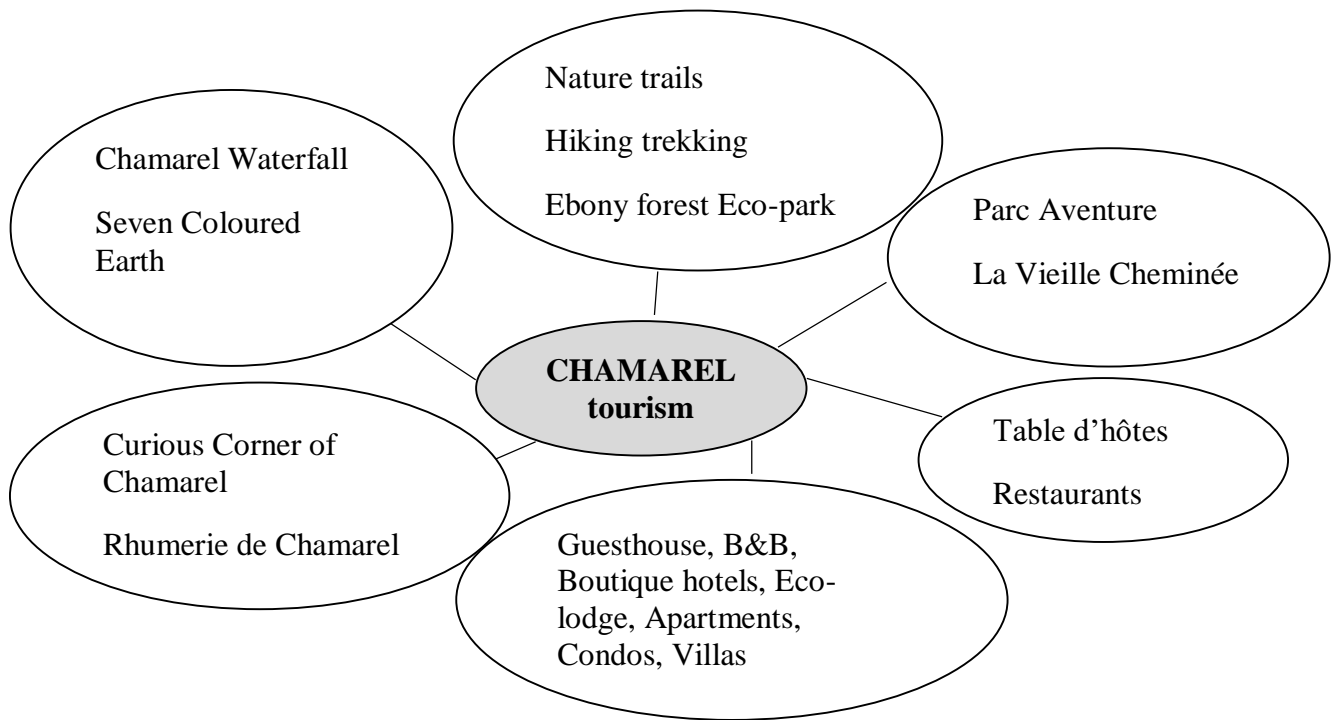 Nature trails
Hiking trekking
Ebony forest Eco-park
Chamarel Waterfall
Seven Coloured
Earth
Parc Aventure
La Vieille Cheminée
CHAMAREL
tourism
Curious Corner of
Chamarel
Rhumerie de Chamarel
Table d’hôtes
Restaurants
Guesthouse, B&B,
Boutique hotels, Eco-
lodge, Apartments,
Condos, Villas